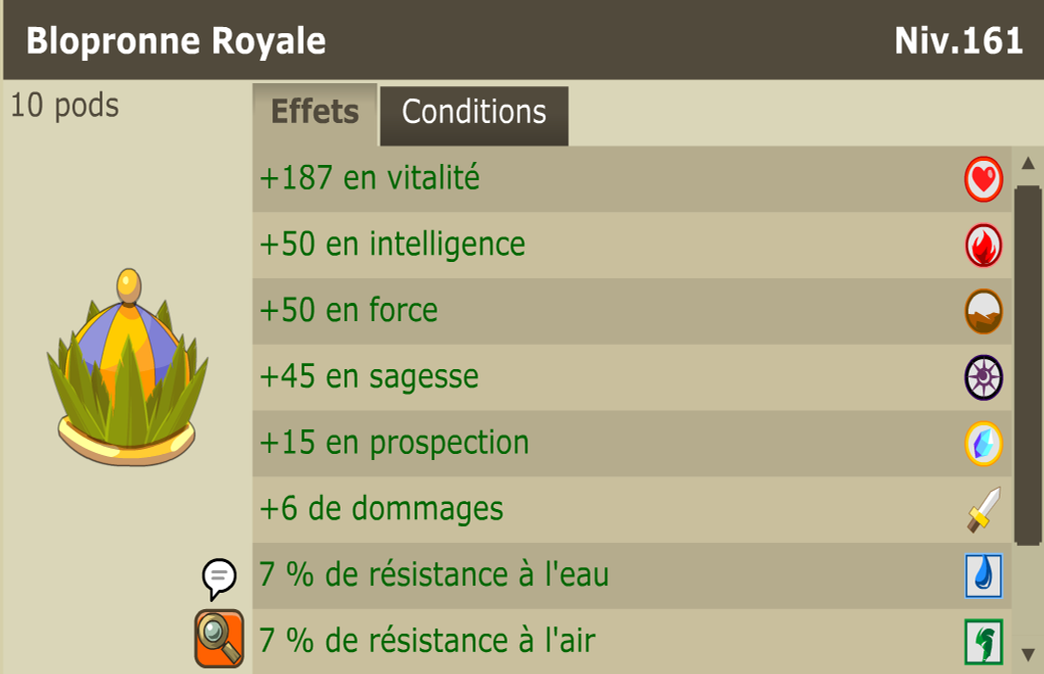 Blopronne Royale
Niv.161
10 pods
Effets
Conditions
+187 en vitalité
+50 en intelligence
+50 en force
+45 en sagesse
+15 en prospection
+6 de dommages
7 % de résistance à l'eau
7 % de résistance à l'air